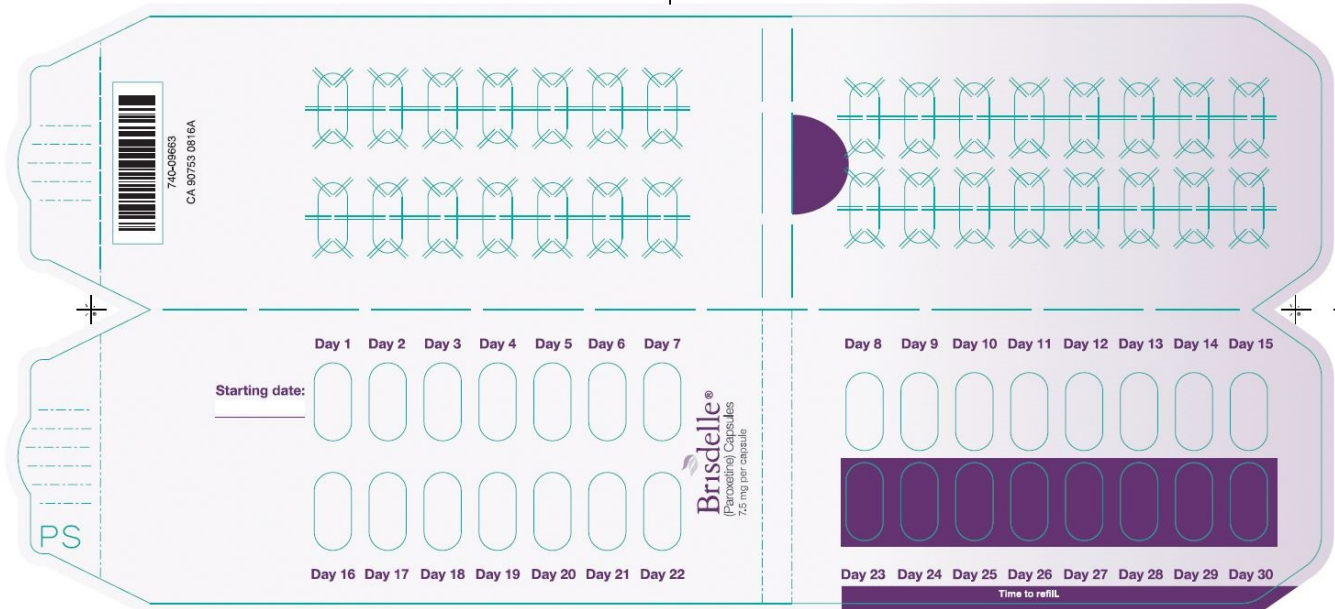 740-09663
CA 90753 0816A
Day 1 Day 2 Day 3 Day 4 Day 5 Day 6 Day 7
Day 8 Day 9 Day 10 Day 11 Day 12 Day 13 Day 14 Day 15
Starting date:
Brisdelle®
(Paroxetine) Capsules
7.5 mg per capsule
PS
Day 16 Day 17 Day 18 Day 19 Day 20 Day 21 Day 22
Day 23 Day 24 Day 25 Day 26 Day 27 Day 28 Day 29 Day 30
Time to refill.